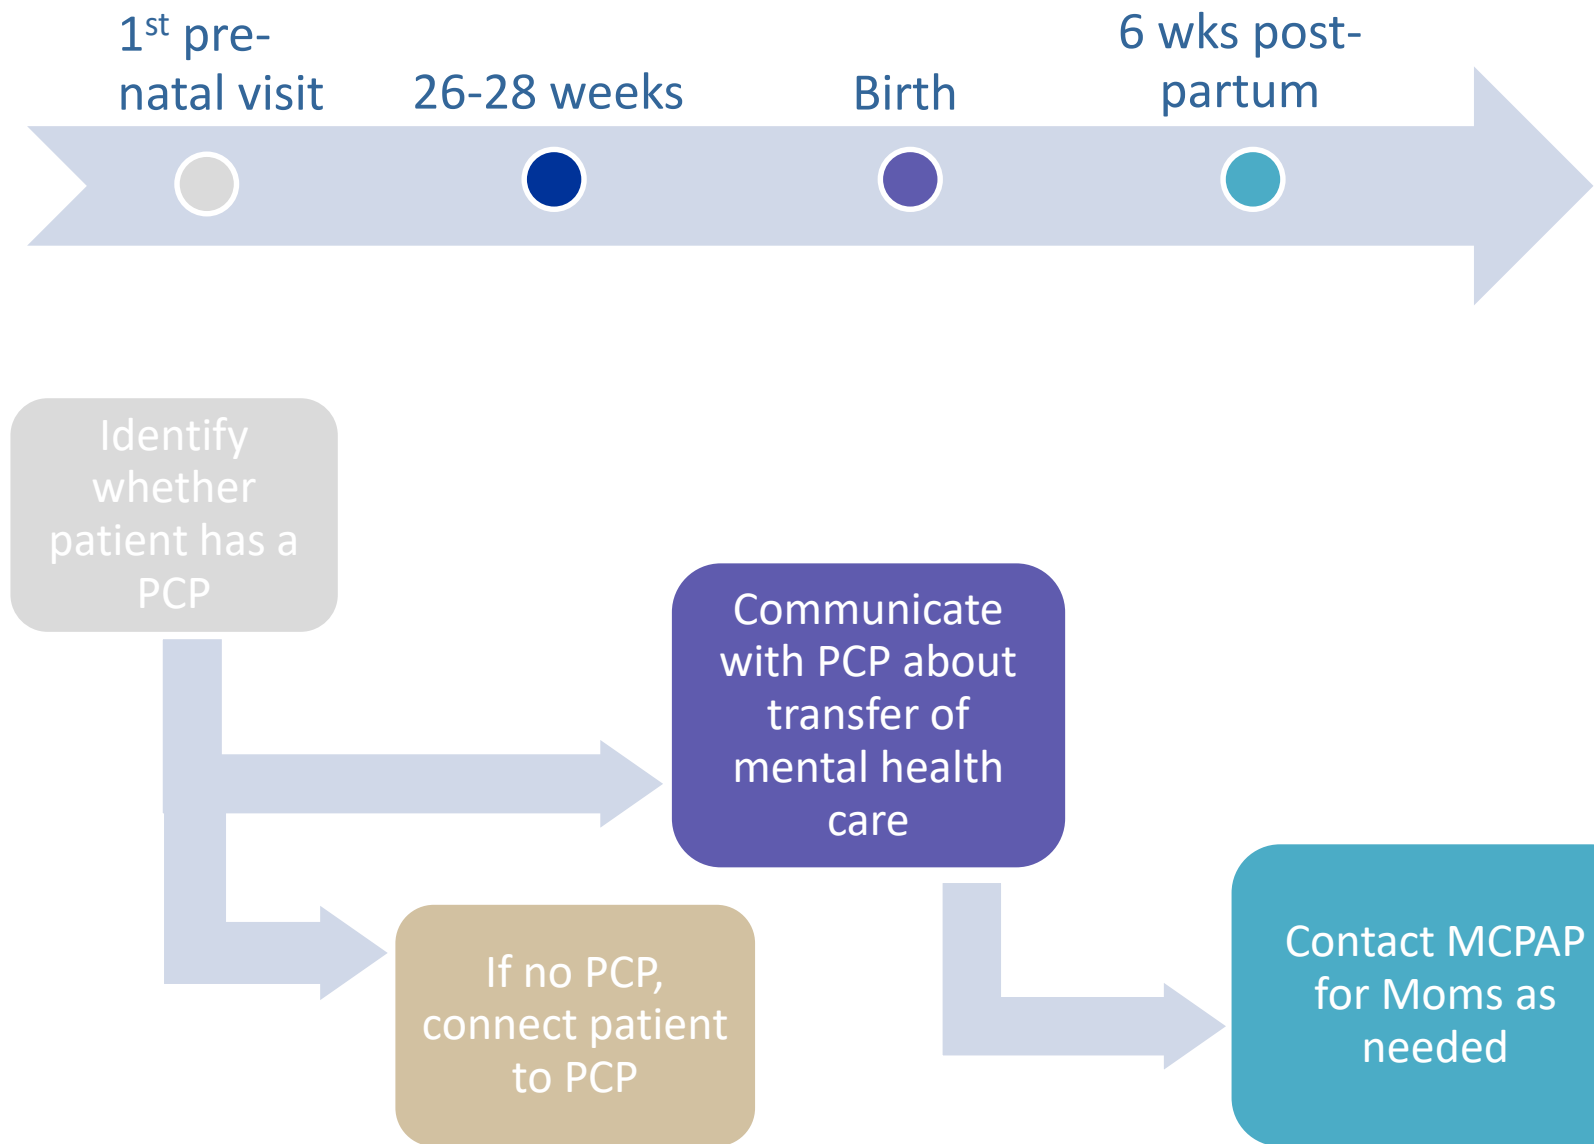 1st pre-
natal visit
26-28 weeks
Birth
6 wks post-
partum
Identify
whether
patient has a
PCP
Communicate
with PCP about
transfer of
mental health
care
If no PCP,
connect patient
to PCP
Contact MCPAP
for Moms as
needed